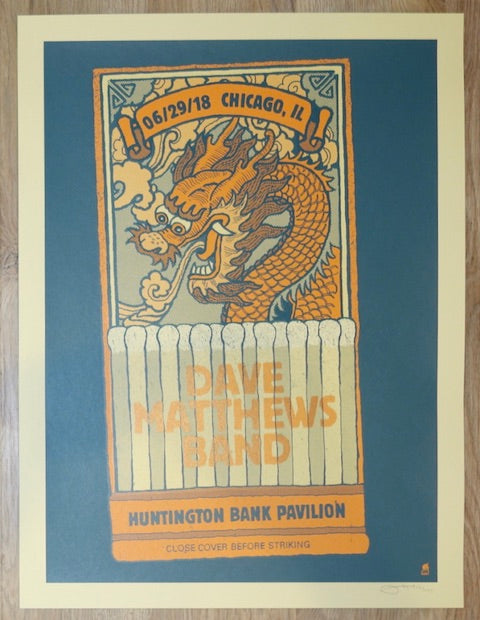 06/29/18 CHICAGO, IL
DAVE
MATTHEWS
BAND
HUNTINGTON BANK PAVILION
CLOSE COVER BEFORE STRIKING